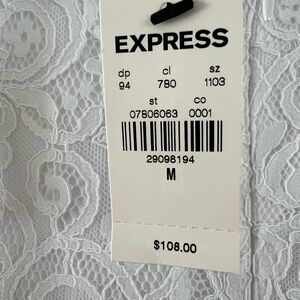 EXPRESS
dp cl sz
94 780 1103
st co
07806063 0001
29098194
M
$108.00